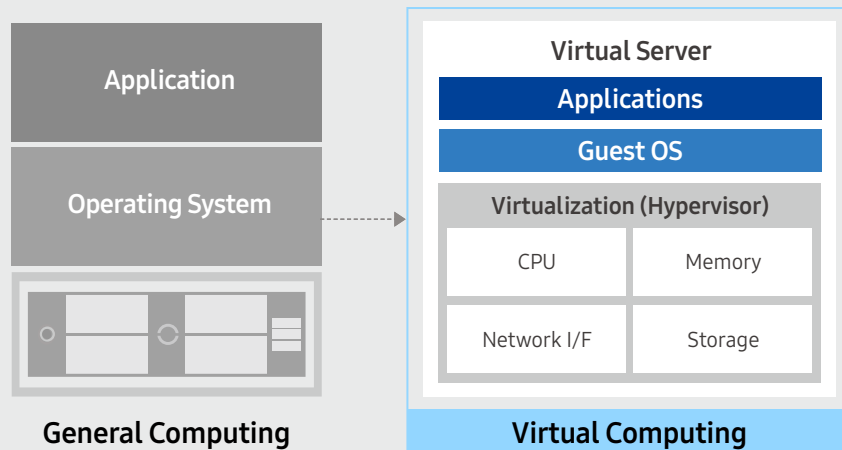 Application
Operating System
General Computing
Virtual Server
Applications
Guest OS
Virtualization (Hypervisor)
CPU
Memory
Network I/F
Storage
Virtual Computing